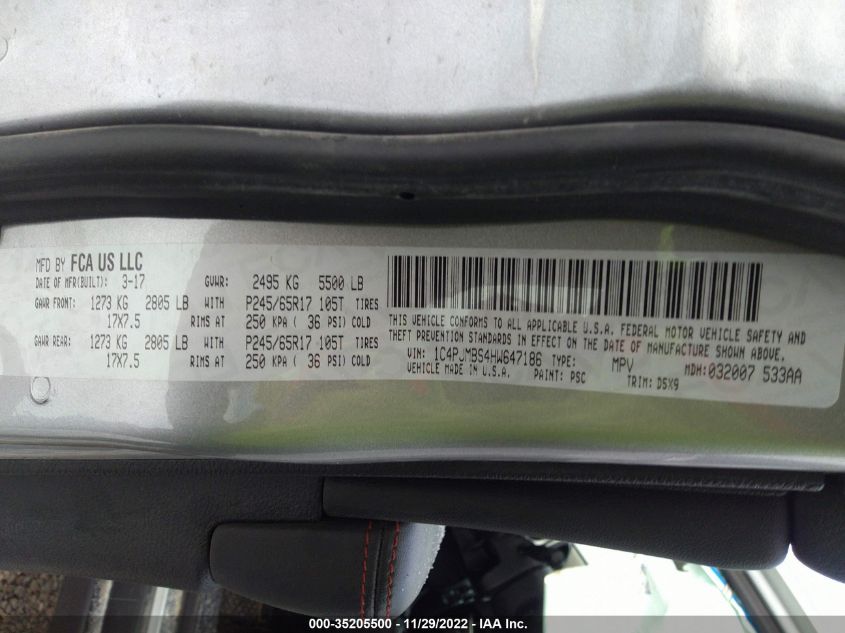 MFD BY FCA US LLC
DATE OF MFR(BUILT): 3-17 GVWR: 2495 KG 5500 LB
GAWR FRONT: 1273 KG 2805 LB WITH P245/65R17 105T TIRES
17X7.5 RIMS AT 250 KPA ( 36 PSI) COLD
GAWR REAR: 1273 KG 2805 LB WITH P245/65R17 105T TIRES
17X7.5 RIMS AT 250 KPA ( 36 PSI) COLD
THIS VEHICLE CONFORMS TO ALL APPLICABLE U.S.A. FEDERAL MOTOR VEHICLE SAFETY AND
THEFT PREVENTION STANDARDS IN EFFECT ON THE DATE OF MANUFACTURE SHOWN ABOVE.
VIN: 1C4PJMBS4HW647186 TYPE: MPV MDH:032007 533AA
VEHICLE MADE IN U.S.A. PAINT: PSC TRIM: D5X9
000-35205500 - 11/29/2022 - IAA Inc.